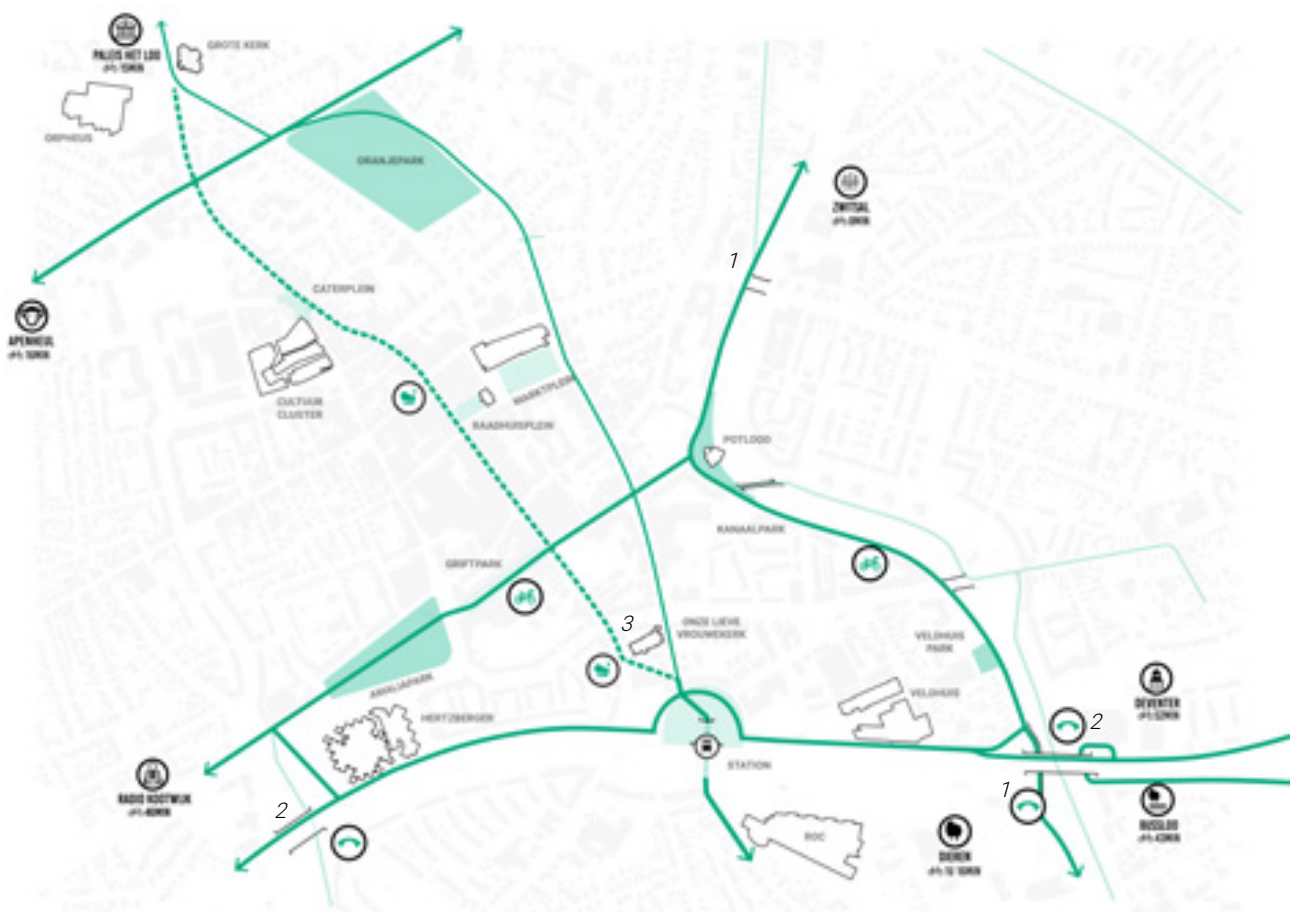 PALEIS HET LOO
GROTE KERK
ORPHEUS
ORANJEPARK
ZWITSAL
1
CATERPLEIN
APENHEUL
CULTUUR
CLUSTER
MARKTPLEIN
RAADHUISPLEIN
POTLOOD
KANAALPARK
GRIFTPARK
3
ONZE LIEVE
VROUWEKERK
VELDHUIS
PARK
AMALIAPARK
HERTZBERGER
VELDHUIS
DEVENTER
2
STATION
RADIO KOOTWIJK
2
1
BUSSLOO
ROC
DIEREN